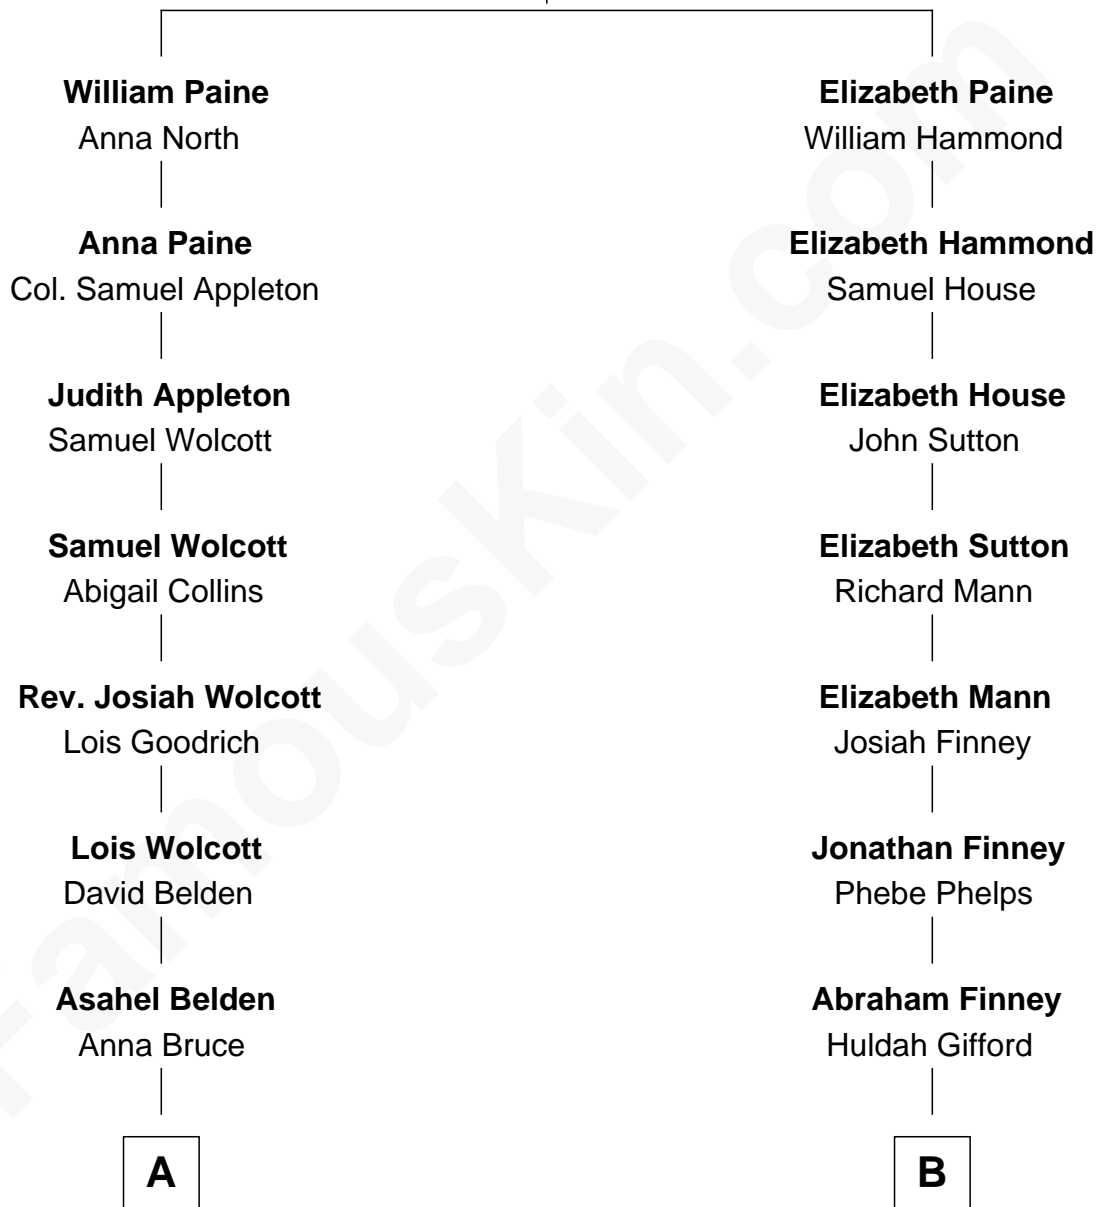 William Paine
Anna North
Elizabeth Paine
William Hammond
Anna Paine
Col. Samuel Appleton
Elizabeth Hammond
Samuel House
Judith Appleton
Samuel Wolcott
Elizabeth House
John Sutton
Samuel Wolcott
Abigail Collins
Elizabeth Sutton
Richard Mann
Rev. Josiah Wolcott
Lois Goodrich
Elizabeth Mann
Josiah Finney
Lois Wolcott
David Belden
Jonathan Finney
Phebe Phelps
Asahel Belden
Anna Bruce
Abraham Finney
Huldah Gifford
A
B
FamousKin.com